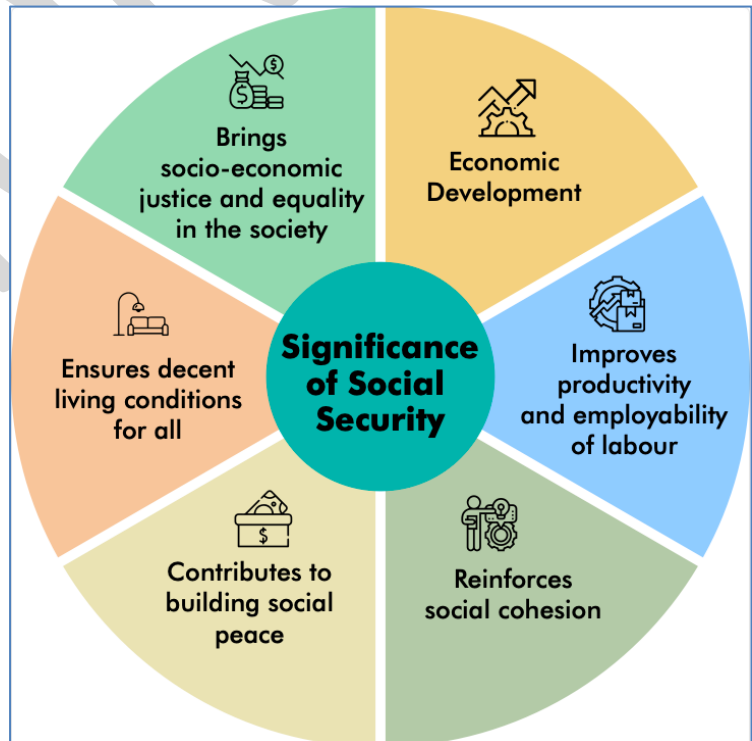 Significance
of Social
Security
Economic
Development
Improves
productivity
and employability
of labour
Reinforces
social cohesion
Contributes to
building social
peace
Ensures decent
living conditions
for all
Brings
socio-economic
justice and equality
in the society